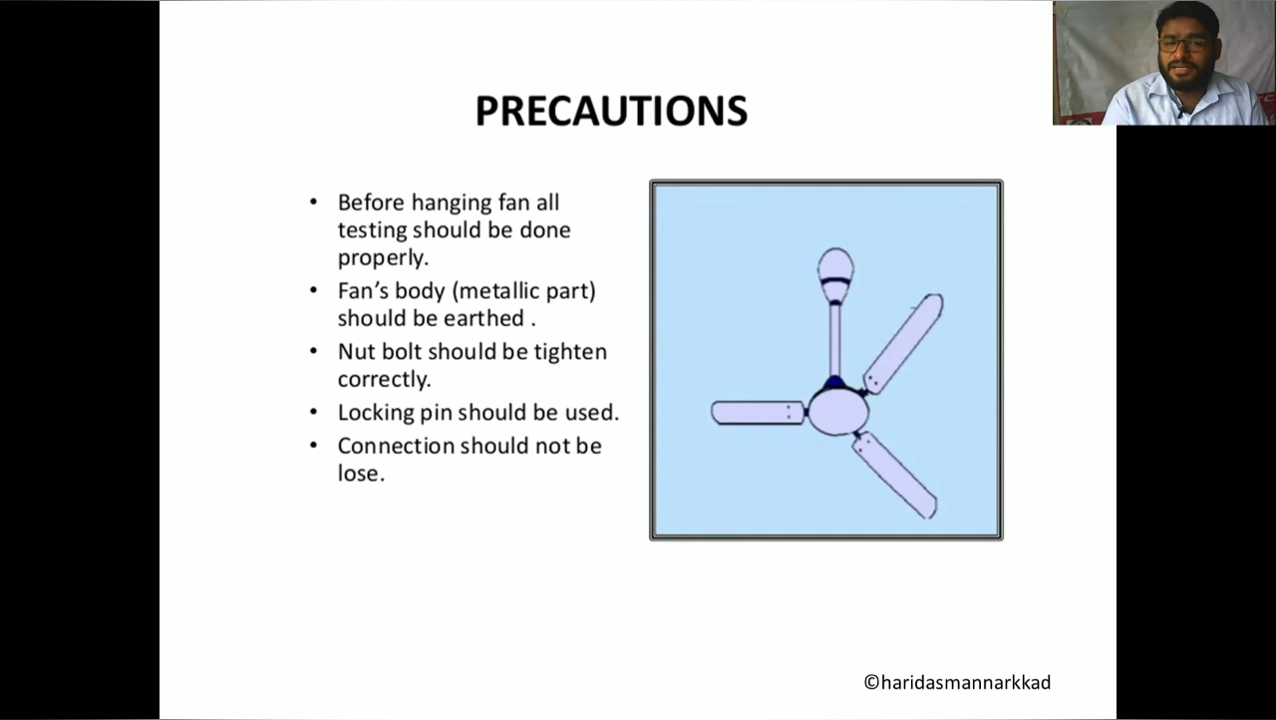 PRECAUTIONS
• Before hanging fan all
testing should be done
properly.
• Fan's body (metallic part)
should be earthed .
• Nut bolt should be tighten
correctly.
• Locking pin should be used.
• Connection should not be
lose.
©haridasmannarkkad